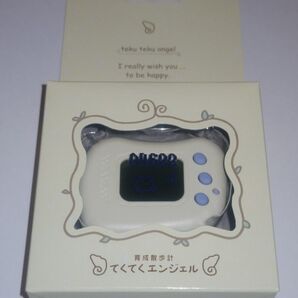 teku teku angel
I really wish you ...
to be happy.
育成散歩計
てくてくエンジェル